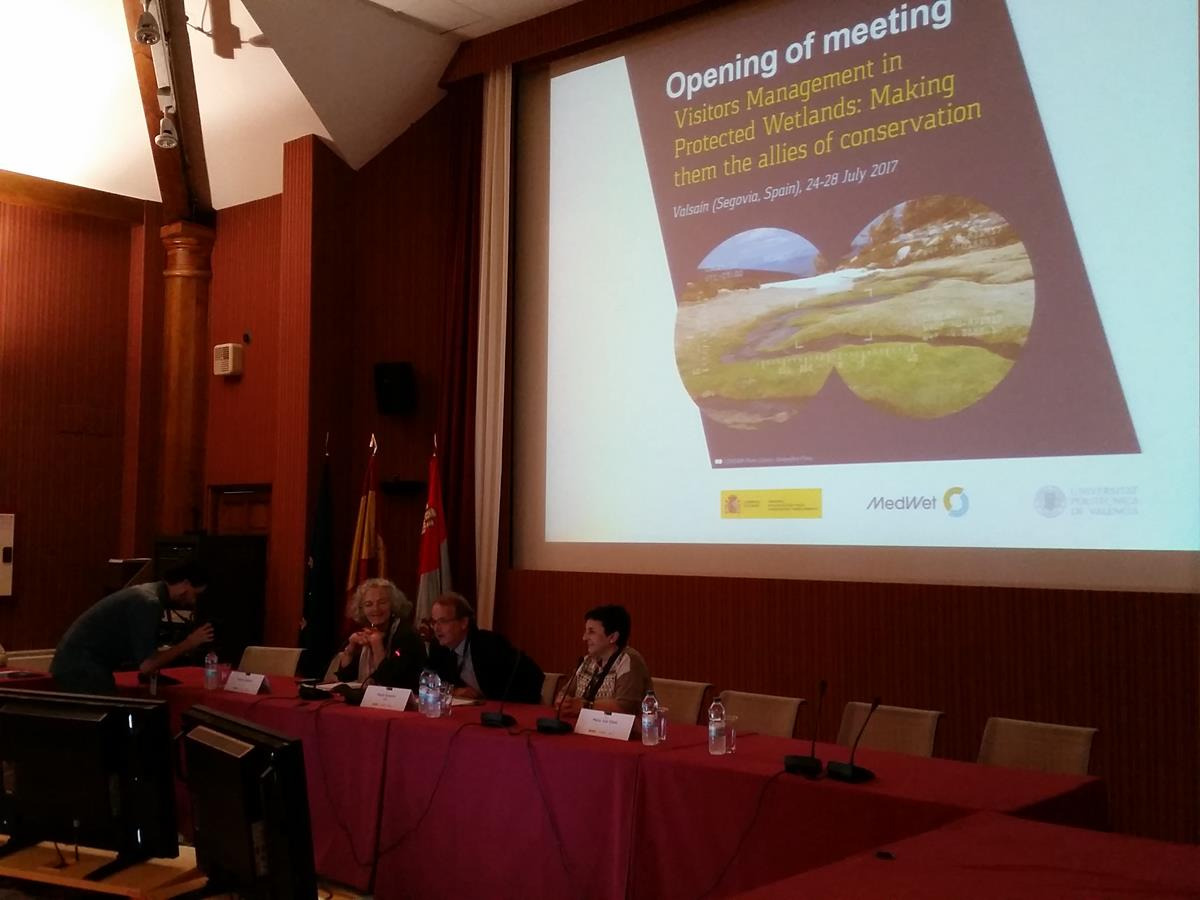 Opening of meeting
Visitors Management in
Protected Wetlands: Making
them the allies of conservation
Valsaín (Segovia, Spain), 24-28 July 2017
MedWet
UNIVERSITAT
POLITÈCNICA
DE VALÈNCIA